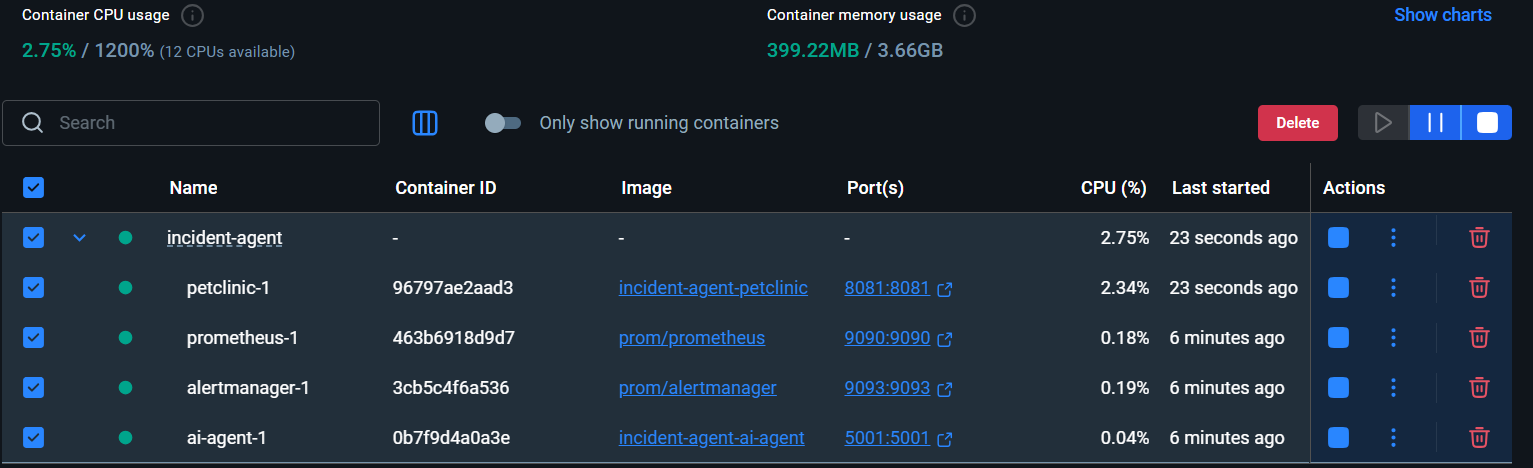 Container CPU usage Container memory usage Show charts
2.75% / 1200% (12 CPUs available) 399.22MB / 3.66GB
Search Only show running containers Delete
Name Container ID Image Port(s) CPU (%) Last started Actions
incident-agent - - - 2.75% 23 seconds ago
petclinic-1 96797ae2aad3 incident-agent-petclinic 8081:8081 2.34% 23 seconds ago
prometheus-1 463b6918d9d7 prom/prometheus 9090:9090 0.18% 6 minutes ago
alertmanager-1 3cb5c4f6a536 prom/alertmanager 9093:9093 0.19% 6 minutes ago
ai-agent-1 0b7f9d4a0a3e incident-agent-ai-agent 5001:5001 0.04% 6 minutes ago